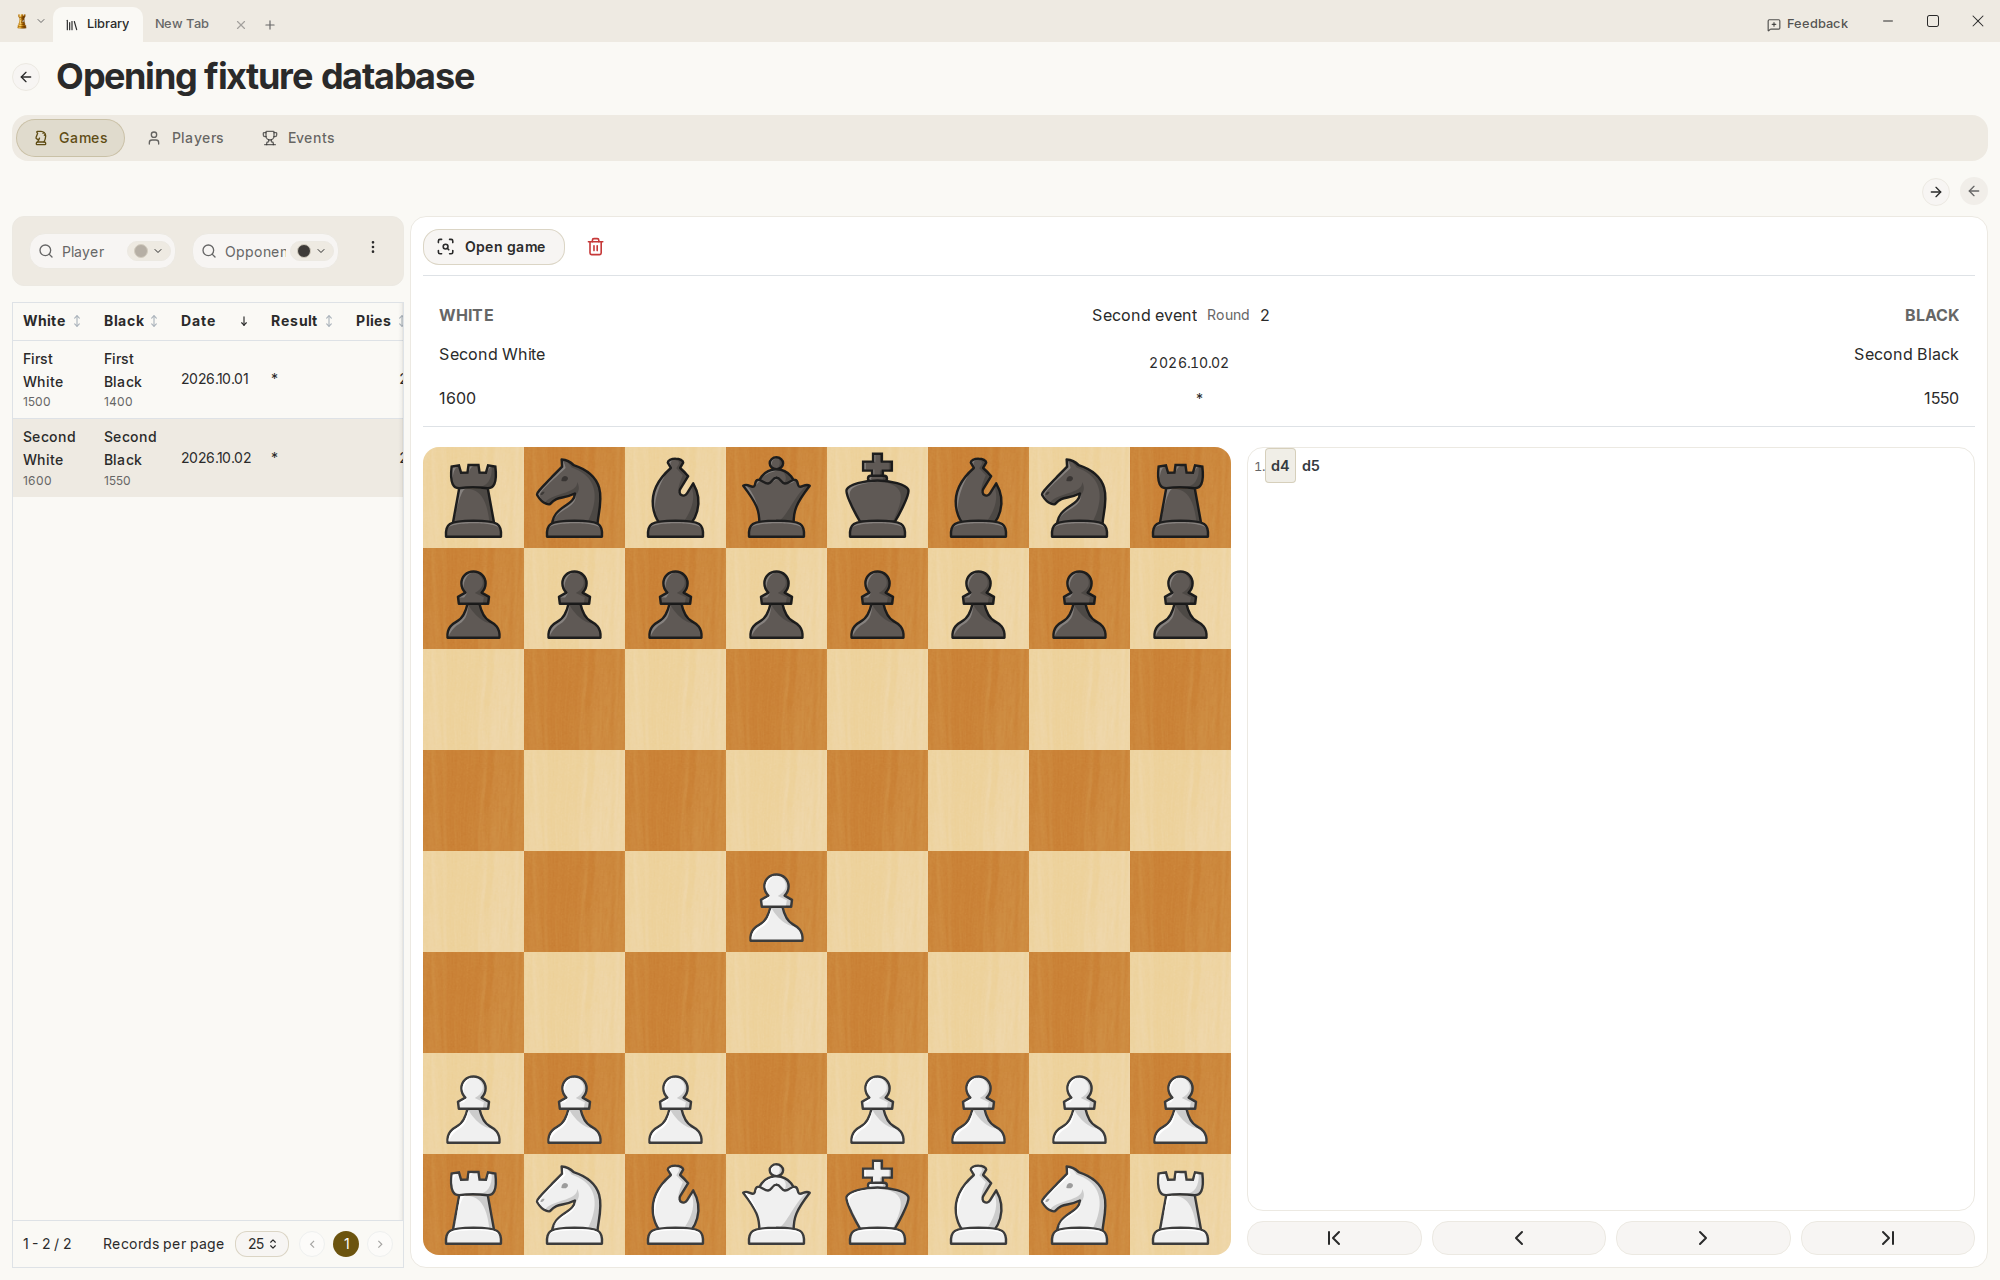 Library
New Tab
Feedback
Opening fixture database
Games
Players
Events
Player
Opponen
Open game
White
Black
Date
Result
Plies
First White
1500
First Black
1400
2026.10.01
*
Second White
1600
Second Black
1550
2026.10.02
*
WHITE
Second event Round 2
BLACK
Second White
2026.10.02
Second Black
1600
*
1550
1. d4 d5
1 - 2 / 2
Records per page
25
1